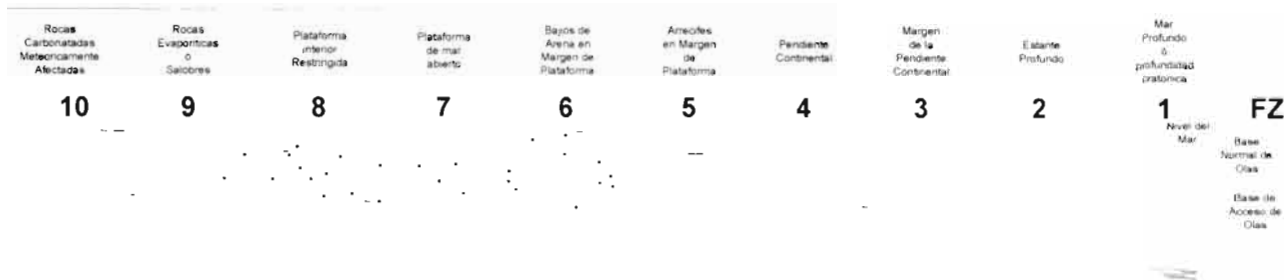 Rocas
Carbonatadas
Meteoricamente
Afectadas
Rocas
Evaporiticas
o
Salobres
Plataforma
interior
Restringida
Plataforma
de mar
abierto
Bajos de
Arena en
Margen de
Plataforma
Arrecifes
en Margen
de
Plataforma
Pendiente
Continental
Margen
de la
Pendiente
Continental
Estante
Profundo
Mar
Profundo
ó
profundidad
cratonica
10 9 8 7 6 5 4 3 2 1 FZ
Nivel del
Mar
Base
Normal de
Olas
Base de
Acceso de
Olas